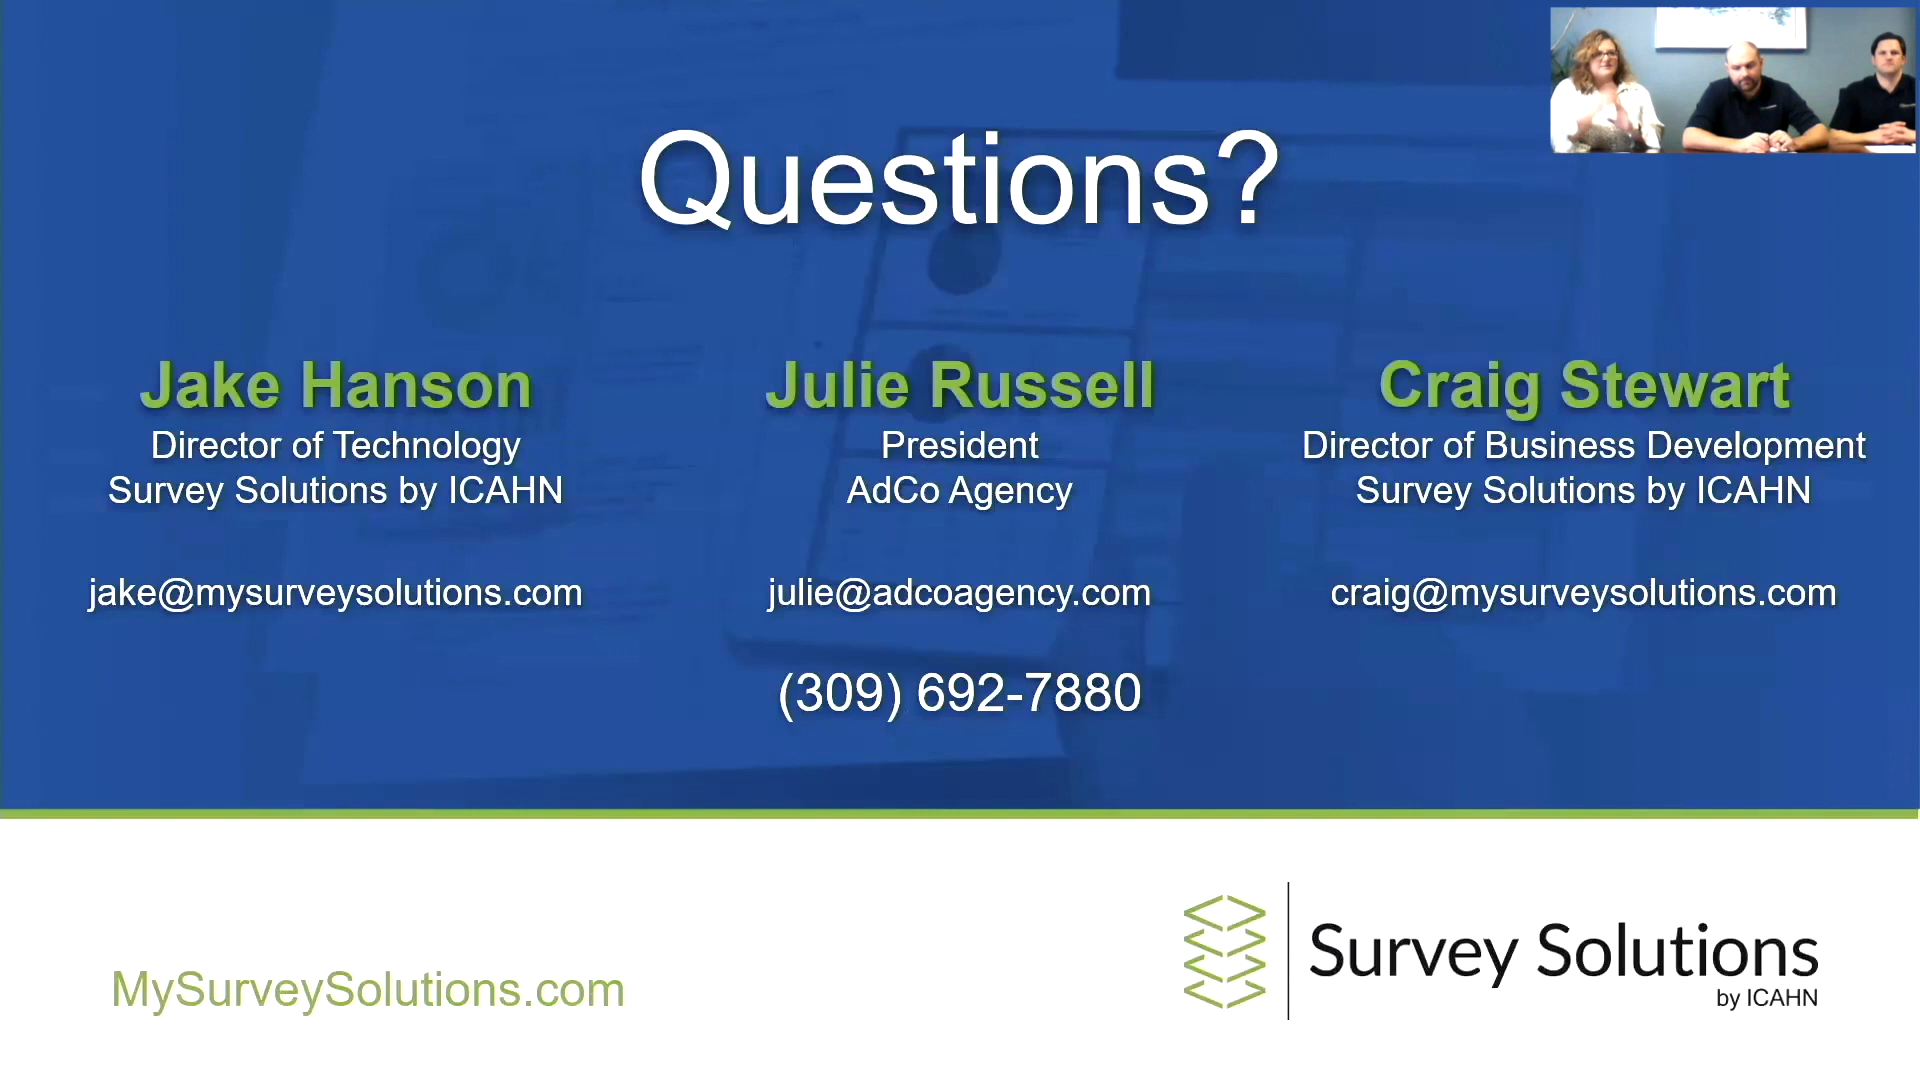 Questions?
Jake Hanson
Director of Technology
Survey Solutions by ICAHN
jake@mysurveysolutions.com
Julie Russell
President
AdCo Agency
julie@adcoagency.com
(309) 692-7880
Craig Stewart
Director of Business Development
Survey Solutions by ICAHN
craig@mysurveysolutions.com
MySurveySolutions.com
Survey Solutions
by ICAHN